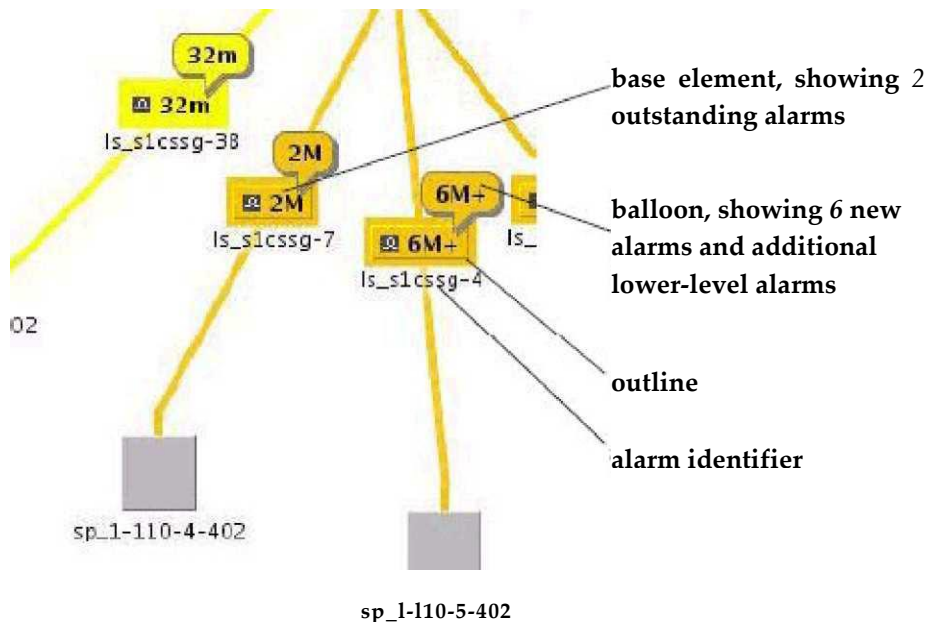 32m
32m
ls_s1cssg-38
base element, showing 2
outstanding alarms
2M
2M
ls_s1cssg-7
6M+
6M+
ls_s1cssg-4
ls_
balloon, showing 6 new
alarms and additional
lower-level alarms
02
outline
alarm identifier
sp_1-110-4-402
sp_l-l10-5-402